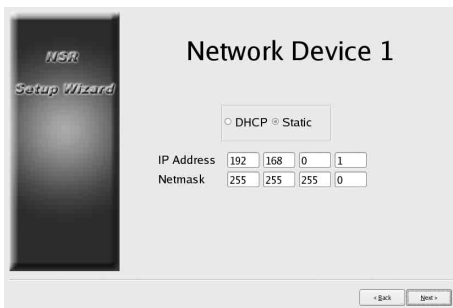 NSR
Setup Wizard
Network Device 1
DHCP Static
IP Address 192 168 0 1
Netmask 255 255 255 0
< Back Next >